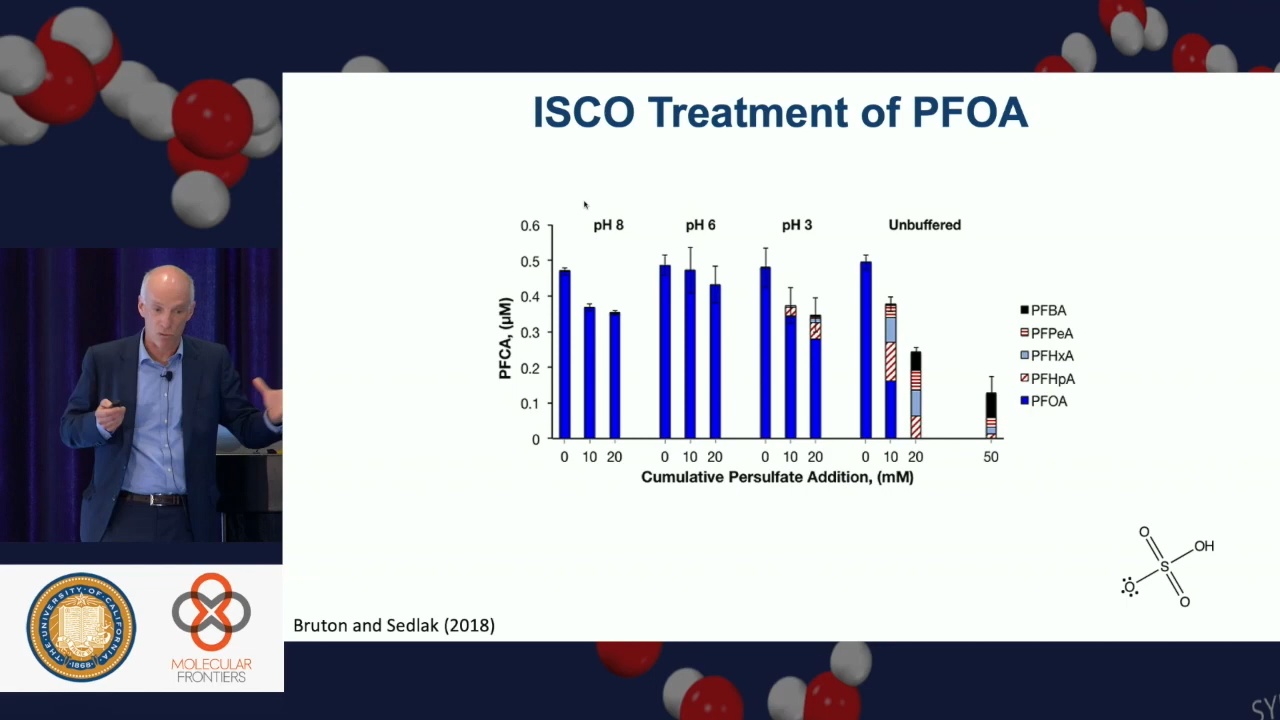 ISCO Treatment of PFOA
pH 8
pH 6
pH 3
Unbuffered
0.6
0.5
0.4
0.3
0.2
0.1
0
PFCA, (µM)
PFBA
PFPeA
PFHxA
PFHpA
PFOA
0 10 20 0 10 20 0 10 20 0 10 20 50
Cumulative Persulfate Addition, (mM)
O
OH
S
O
O
Bruton and Sedlak (2018)
THE UNIVERSITY OF CALIFORNIA
1868
MOLECULAR
FRONTIERS